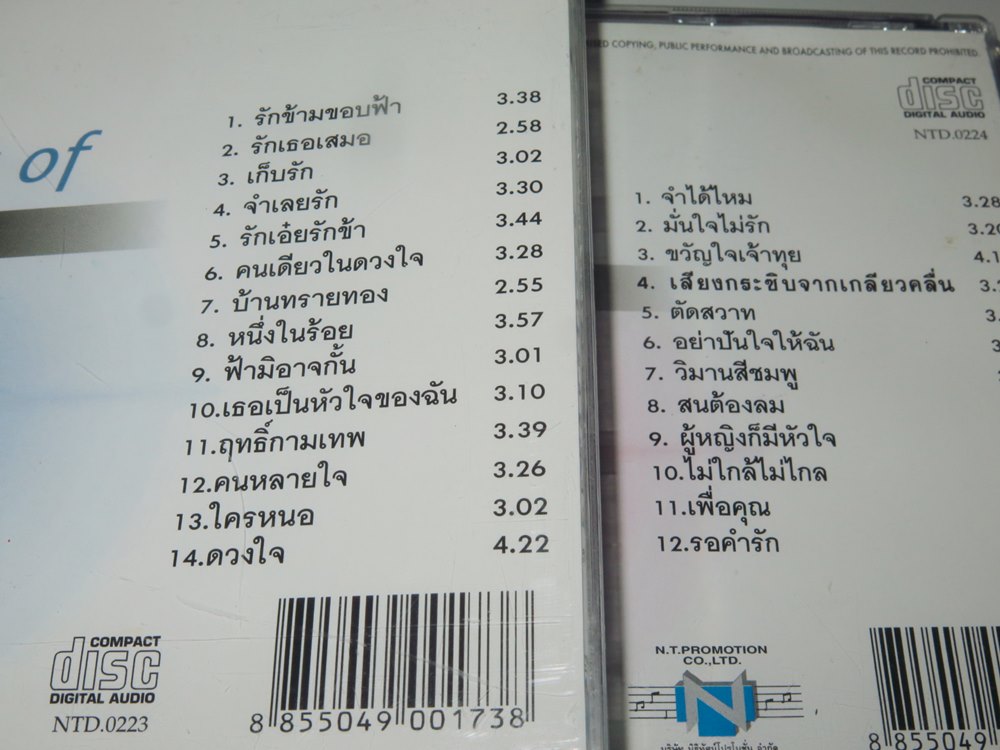 of
1. รักข้ามขอบฟ้า 3.38
2. รักเธอเสมอ 2.58
3. เก็บรัก 3.02
4. จำเลยรัก 3.30
5. รักเอ๋ยรักข้า 3.44
6. คนเดียวในดวงใจ 3.28
7. บ้านทรายทอง 2.55
8. หนึ่งในร้อย 3.57
9. ฟ้ามิอาจกั้น 3.01
10.เธอเป็นหัวใจของฉัน 3.10
11.ฤทธิ์กามเทพ 3.39
12.คนหลายใจ 3.26
13.ใครหนอ 3.02
14.ดวงใจ 4.22
COMPACT
disc
DIGITAL AUDIO
NTD.0223
8 855049 001738
COPYING, PUBLIC PERFORMANCE AND BROADCASTING OF THIS RECORD PROHIBITED
COMPACT
disc
DIGITAL AUDIO
NTD.0224
1. จำได้ไหม 3.28
2. มั่นใจไม่รัก
3. ขวัญใจเจ้าทุย
4. เสียงกระซิบจากเกลียวคลื่น
5. ตัดสวาท
6. อย่าปันใจให้ฉัน
7. วิมานสีชมพู
8. สนต้องลม
9. ผู้หญิงก็มีหัวใจ
10.ไม่ใกล้ไม่ไกล
11.เพื่อคุณ
12.รอคำรัก
N.T.PROMOTION
CO.,LTD.
N
8 855049